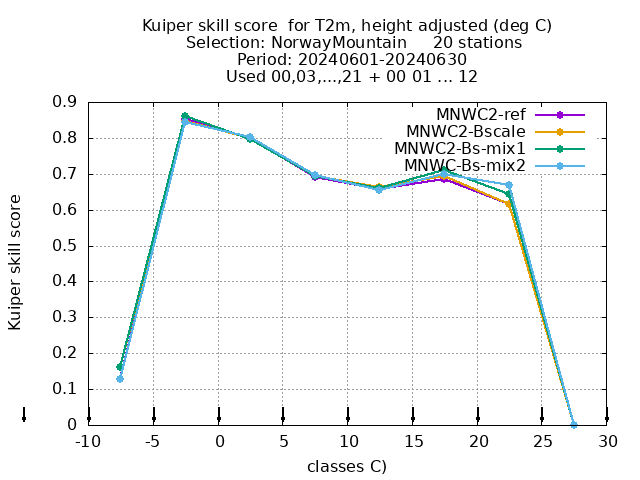 Kuiper skill score  for T2m, height adjusted (deg C)
Selection: NorwayMountain     20 stations
Period: 20240601-20240630
Used 00,03,...,21 + 00 01 ... 12
MNWC2-ref
MNWC2-Bscale
MNWC2-Bs-mix1
MNWC-Bs-mix2
Kuiper skill score
0.9
0.8
0.7
0.6
0.5
0.4
0.3
0.2
0.1
0
-10 -5 0 5 10 15 20 25 30
classes C)